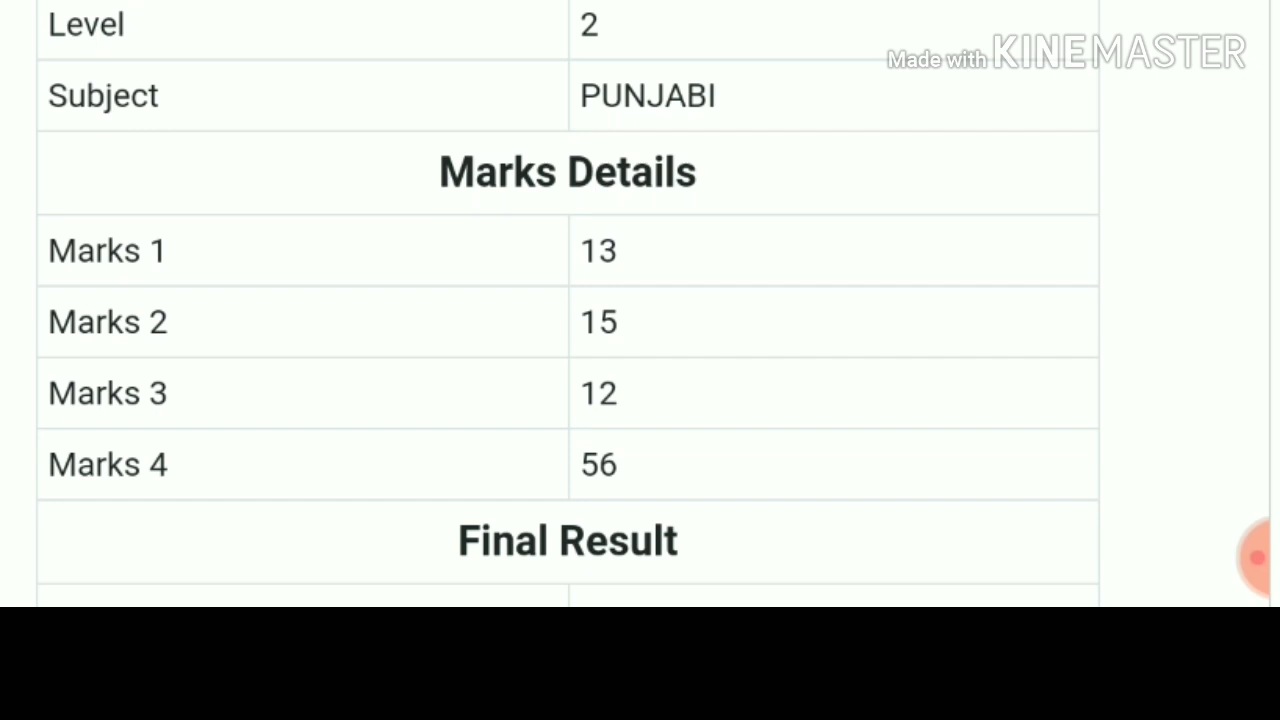 Level 2
Made with KINEMASTER
Subject PUNJABI
Marks Details
Marks 1 13
Marks 2 15
Marks 3 12
Marks 4 56
Final Result